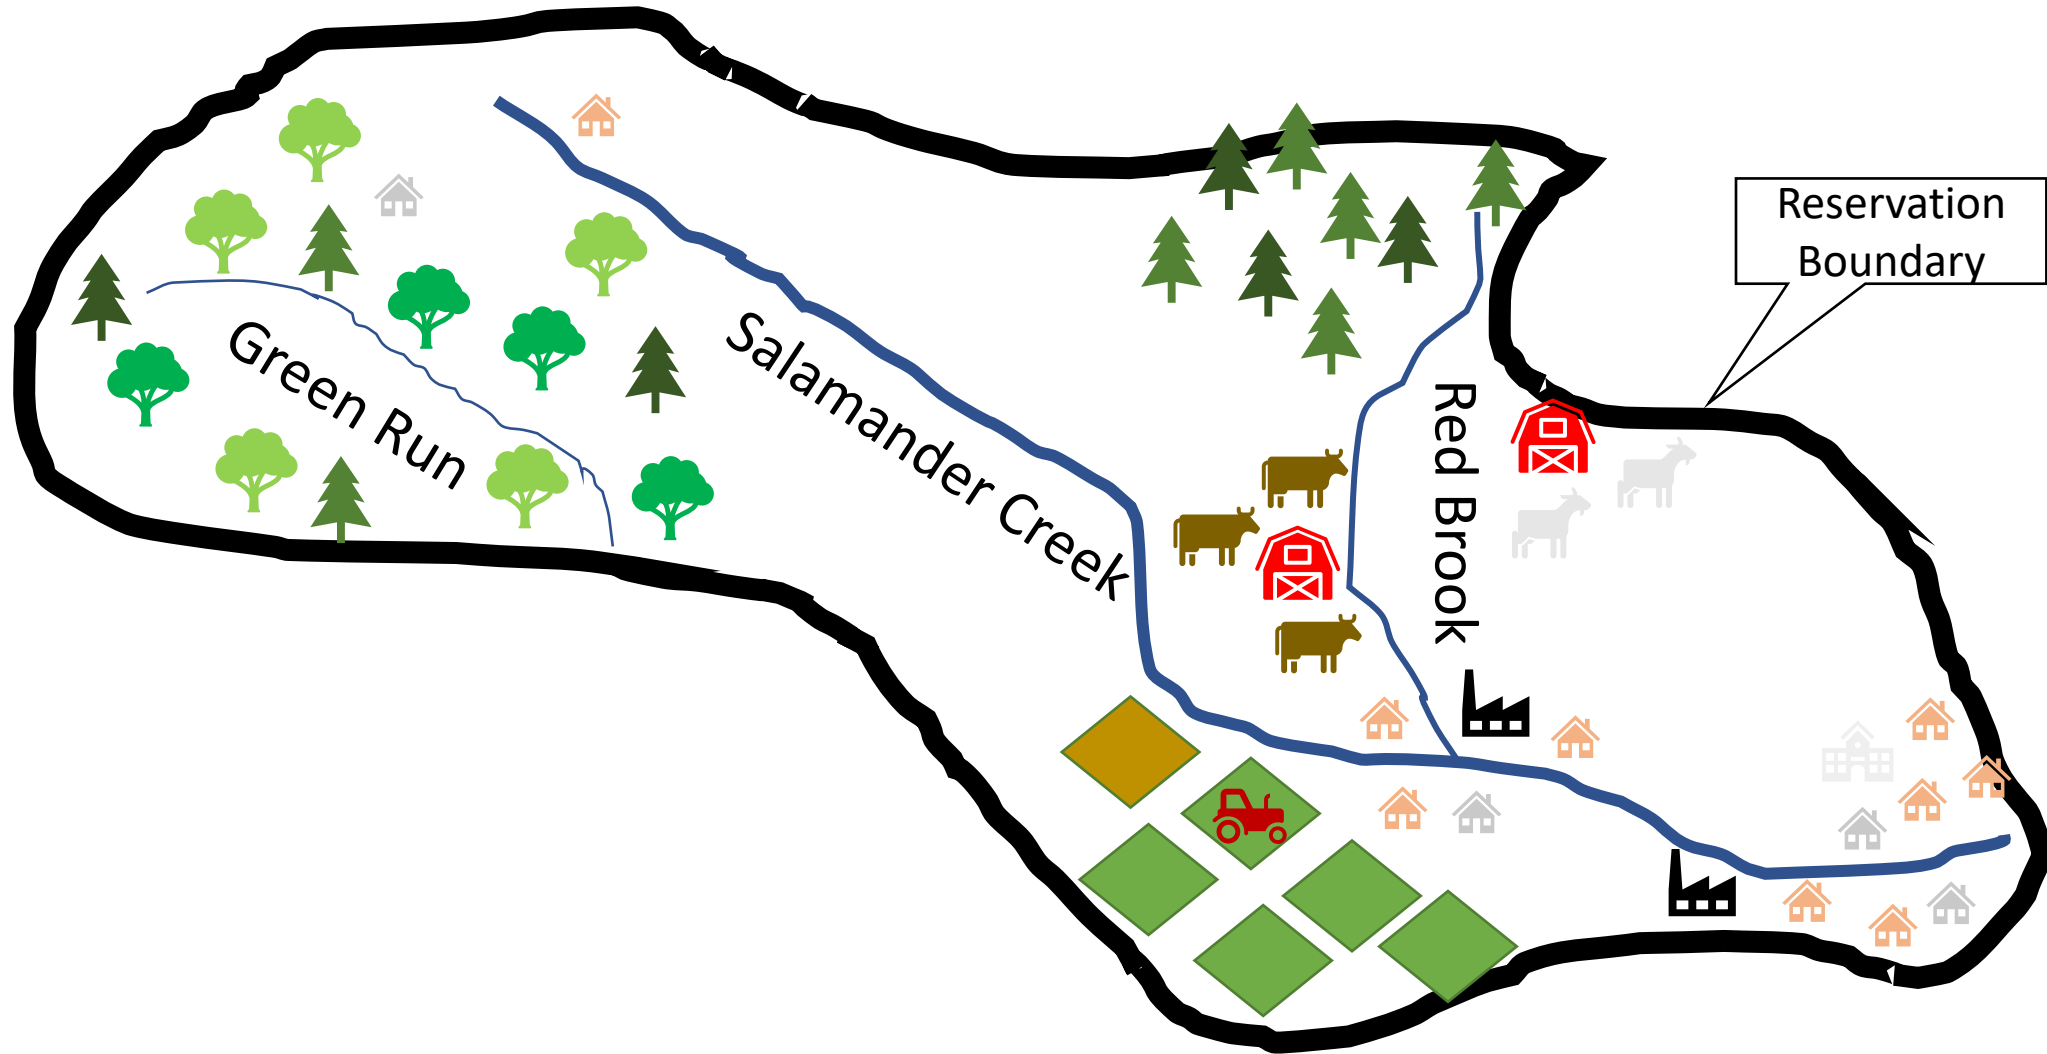 Reservation
Boundary
Green Run
Salamander Creek
Red Brook